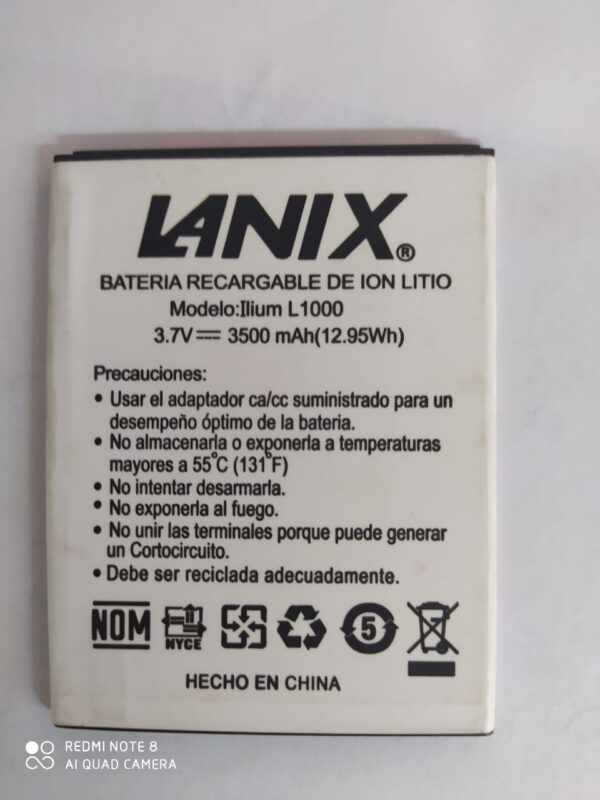 LANIX®
BATERIA RECARGABLE DE ION LITIO
Modelo:Ilium L1000
3.7V⎓ 3500 mAh(12.95Wh)
Precauciones:
• Usar el adaptador ca/cc suministrado para un
desempeño óptimo de la bateria.
• No almacenarla o exponerla a temperaturas
mayores a 55°C (131°F)
• No intentar desarmarla.
• No exponerla al fuego.
• No unir las terminales porque puede generar
un Cortocircuito.
• Debe ser reciclada adecuadamente.
NOM NYCE 5
HECHO EN CHINA
REDMI NOTE 8
AI QUAD CAMERA